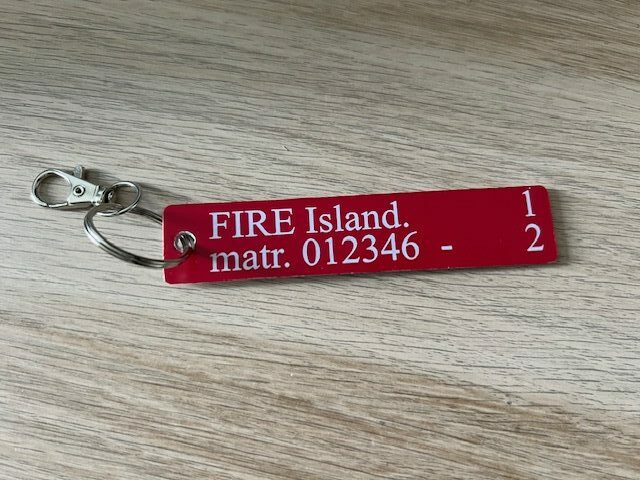 FIRE Island. 1
matr. 012346 - 2